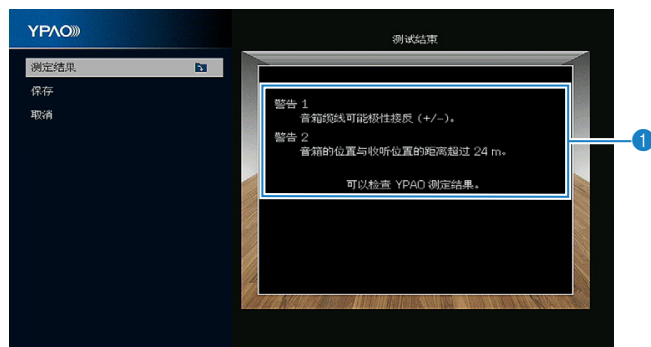 YPAO
测试结束
测定结果
保存
取消
警告 1
音箱缆线可能极性接反 (+/–)。
警告 2
音箱的位置与收听位置的距离超过 24 m。
可以检查 YPAO 测定结果。
1